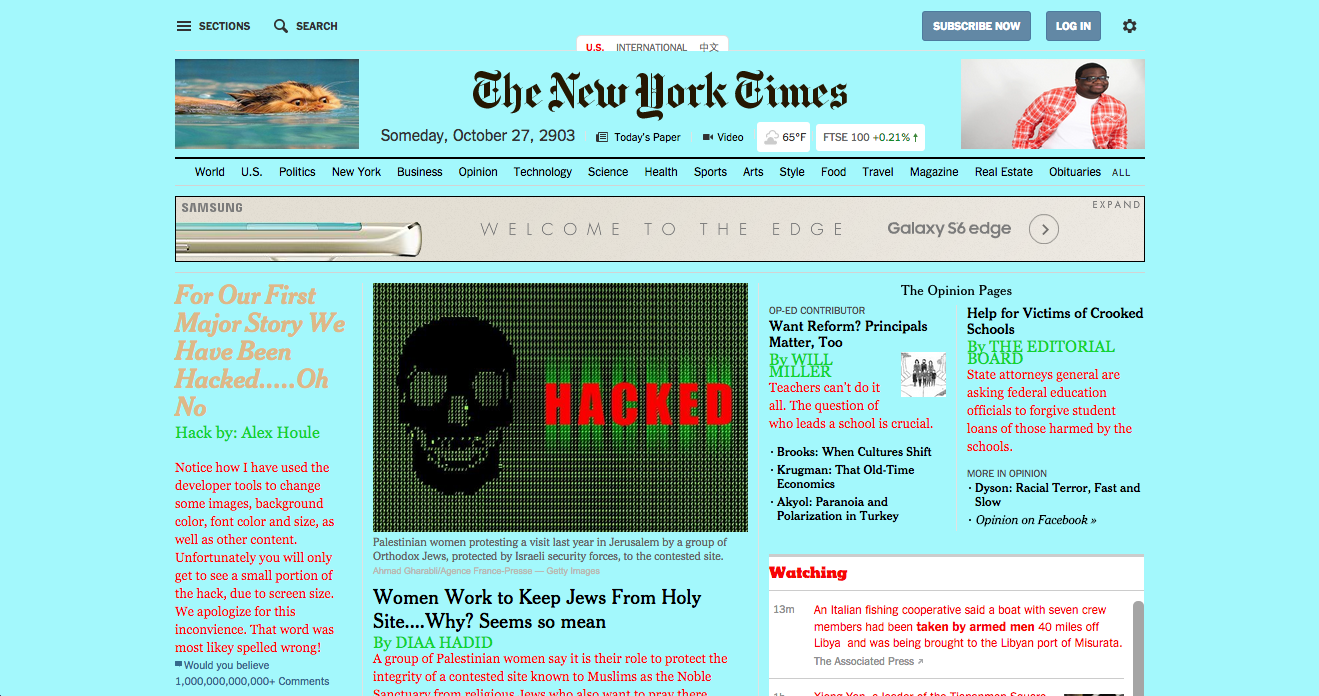 SECTIONS SEARCH SUBSCRIBE NOW LOG IN
U.S. INTERNATIONAL 中文
The New York Times
Someday, October 27, 2903 Today's Paper Video 65°F FTSE 100 +0.21% ↑
World U.S. Politics New York Business Opinion Technology Science Health Sports Arts Style Food Travel Magazine Real Estate Obituaries ALL
SAMSUNG
EXPAND
WELCOME TO THE EDGE
Galaxy S6 edge
For Our First
Major Story We
Have Been
Hacked.....Oh
No
Hack by: Alex Houle
Notice how I have used the
developer tools to change
some images, background
color, font color and size, as
well as other content.
Unfortunately you will only
get to see a small portion of
the hack, due to screen size.
We apologize for this
inconvience. That word was
most likey spelled wrong!
Would you believe
1,000,000,000,000+ Comments
HACKED
Palestinian women protesting a visit last year in Jerusalem by a group of
Orthodox Jews, protected by Israeli security forces, to the contested site.
Ahmad Gharabli/Agence France-Presse — Getty Images
Women Work to Keep Jews From Holy
Site....Why? Seems so mean
By DIAA HADID
A group of Palestinian women say it is their role to protect the
integrity of a contested site known to Muslims as the Noble
Sanctuary from religious Jews who also want to pray there
The Opinion Pages
OP-ED CONTRIBUTOR
Want Reform? Principals
Matter, Too
By WILL
MILLER
Teachers can't do it
all. The question of
who leads a school is crucial.
· Brooks: When Cultures Shift
· Krugman: That Old-Time
Economics
· Akyol: Paranoia and
Polarization in Turkey
Help for Victims of Crooked
Schools
By THE EDITORIAL
BOARD
State attorneys general are
asking federal education
officials to forgive student
loans of those harmed by the
schools.
MORE IN OPINION
· Dyson: Racial Terror, Fast and
Slow
· Opinion on Facebook »
Watching
13m
An Italian fishing cooperative said a boat with seven crew
members had been taken by armed men 40 miles off
Libya and was being brought to the Libyan port of Misurata.
The Associated Press ↗
1h
Xiong Yan, a leader of the Tiananmen Square